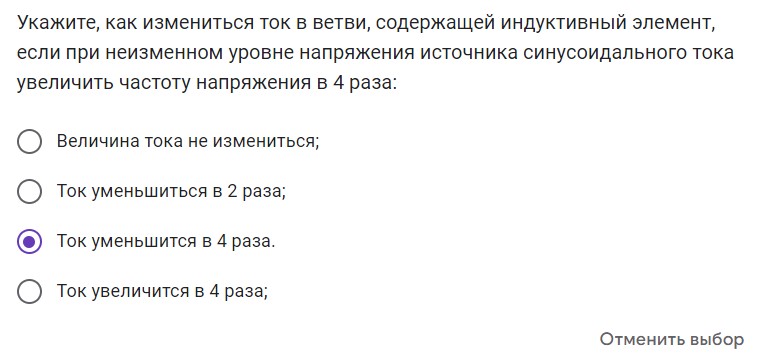 Укажите, как измениться ток в ветви, содержащей индуктивный элемент,
если при неизменном уровне напряжения источника синусоидального тока
увеличить частоту напряжения в 4 раза:
Величина тока не измениться;
Ток уменьшиться в 2 раза;
Ток уменьшится в 4 раза.
Ток увеличится в 4 раза;
Отменить выбор